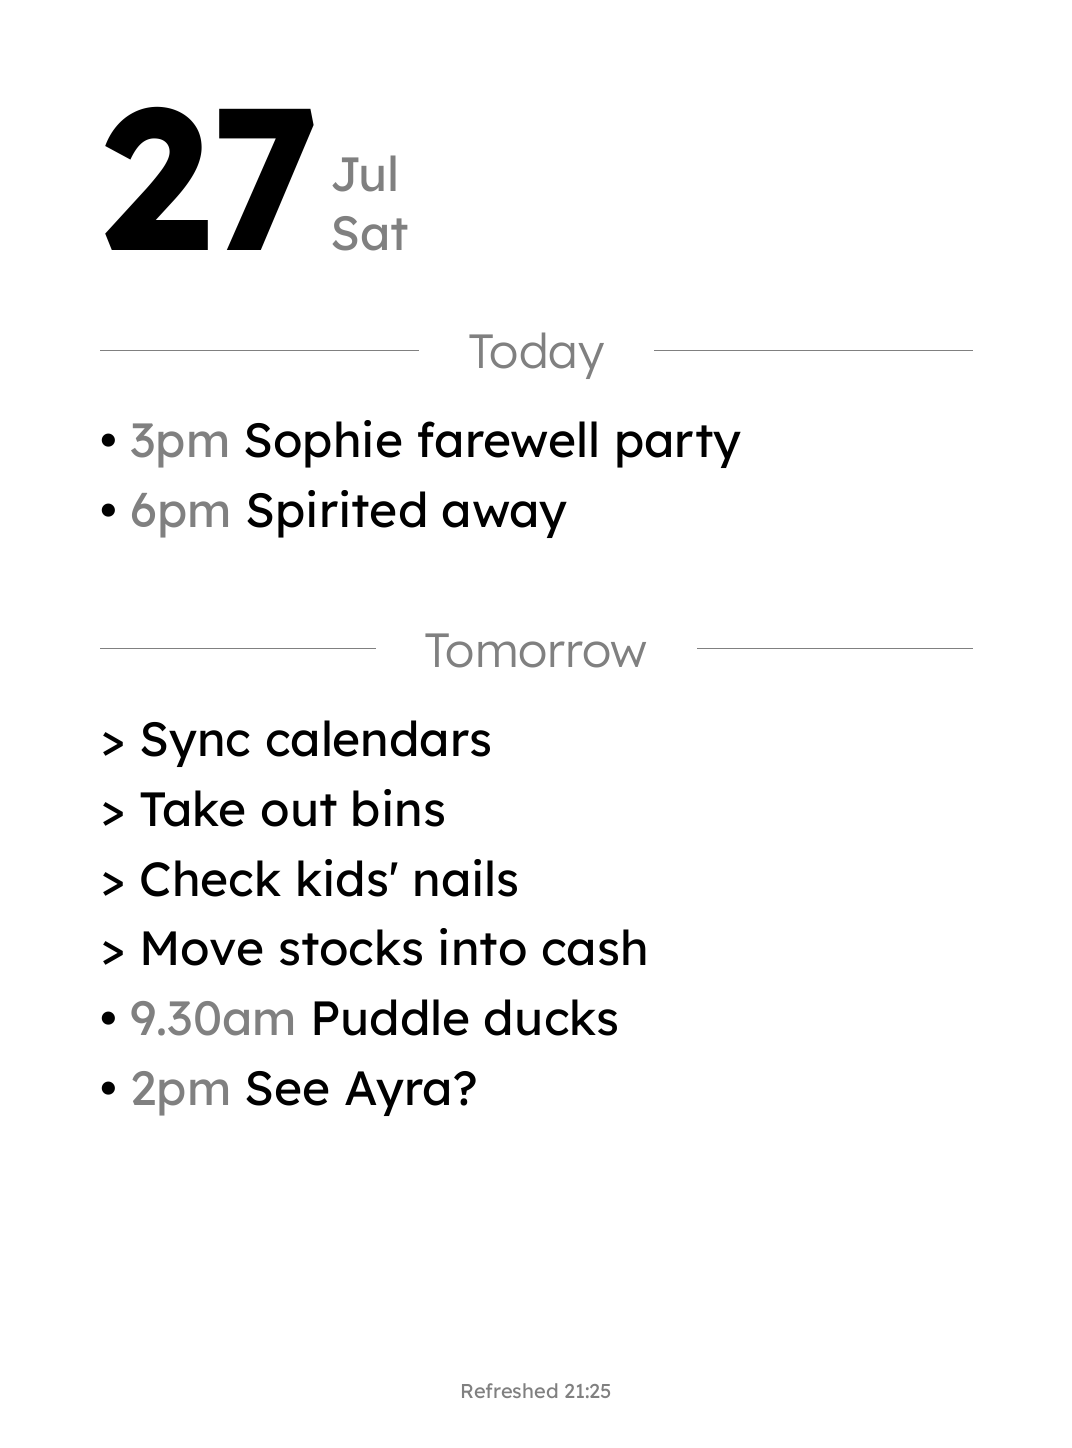 27
Jul
Sat
Today
• 3pm Sophie farewell party
• 6pm Spirited away
Tomorrow
> Sync calendars
> Take out bins
> Check kids' nails
> Move stocks into cash
• 9.30am Puddle ducks
• 2pm See Ayra?
Refreshed 21:25